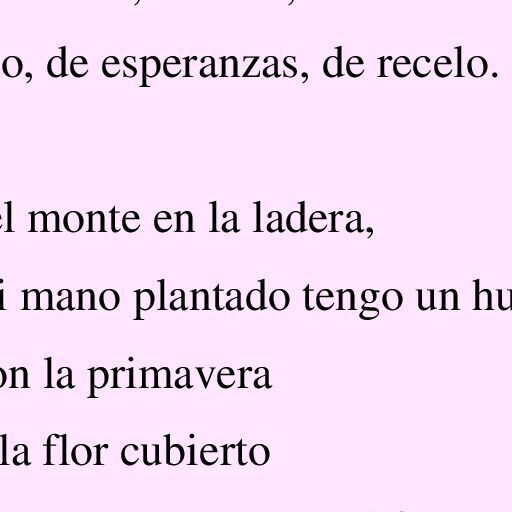 o, de esperanzas, de recelo.
el monte en la ladera,
i mano plantado tengo un hu
on la primavera
la flor cubierto